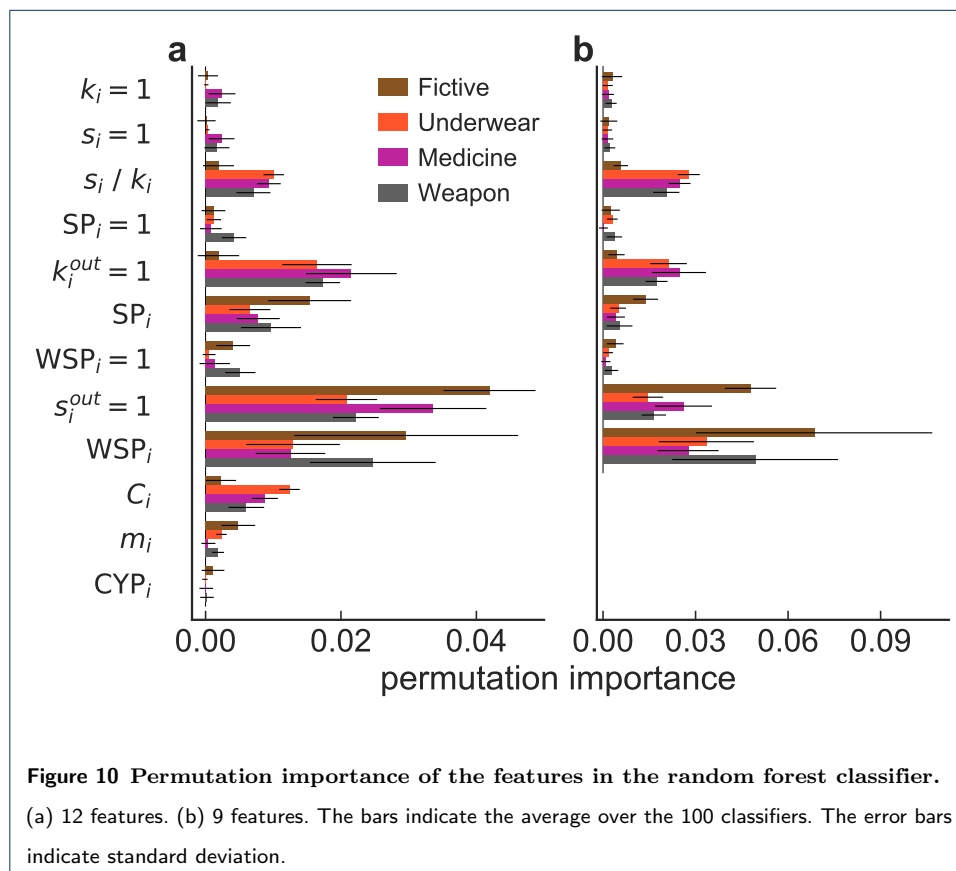 a
b
k_i = 1
s_i = 1
s_i / k_i
SP_i = 1
k_i^{out} = 1
SP_i
WSP_i = 1
s_i^{out} = 1
WSP_i
C_i
m_i
CYP_i
Fictive
Underwear
Medicine
Weapon
0.00 0.02 0.04
0.00 0.03 0.06 0.09
permutation importance
Figure 10 Permutation importance of the features in the random forest classifier.
(a) 12 features. (b) 9 features. The bars indicate the average over the 100 classifiers. The error bars
indicate standard deviation.